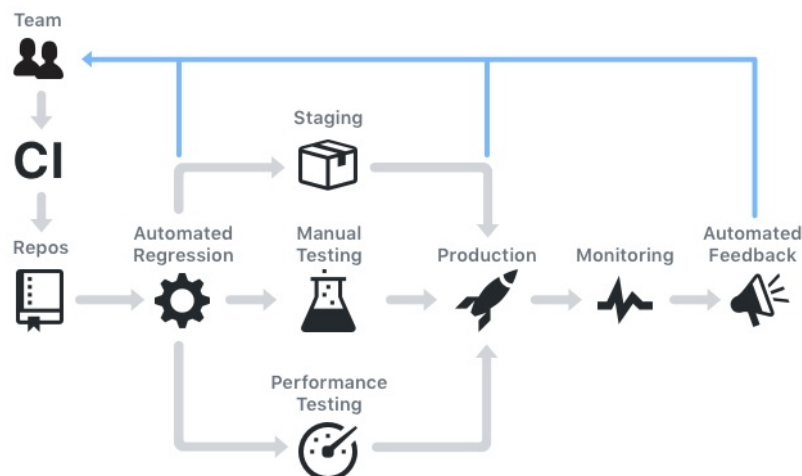 Team
Staging
CI
Repos
Automated
Regression
Manual
Testing
Production
Monitoring
Automated
Feedback
Performance
Testing